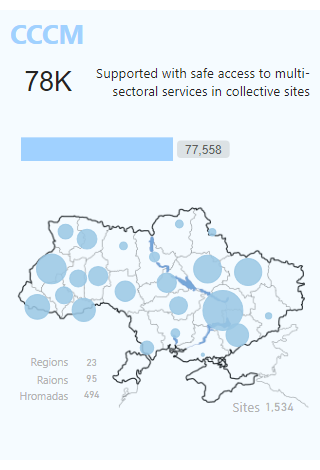 CCCM
78K
Supported with safe access to multi-
sectoral services in collective sites
77,558
Regions 23
Raions 95
Hromadas 494
Sites 1,534